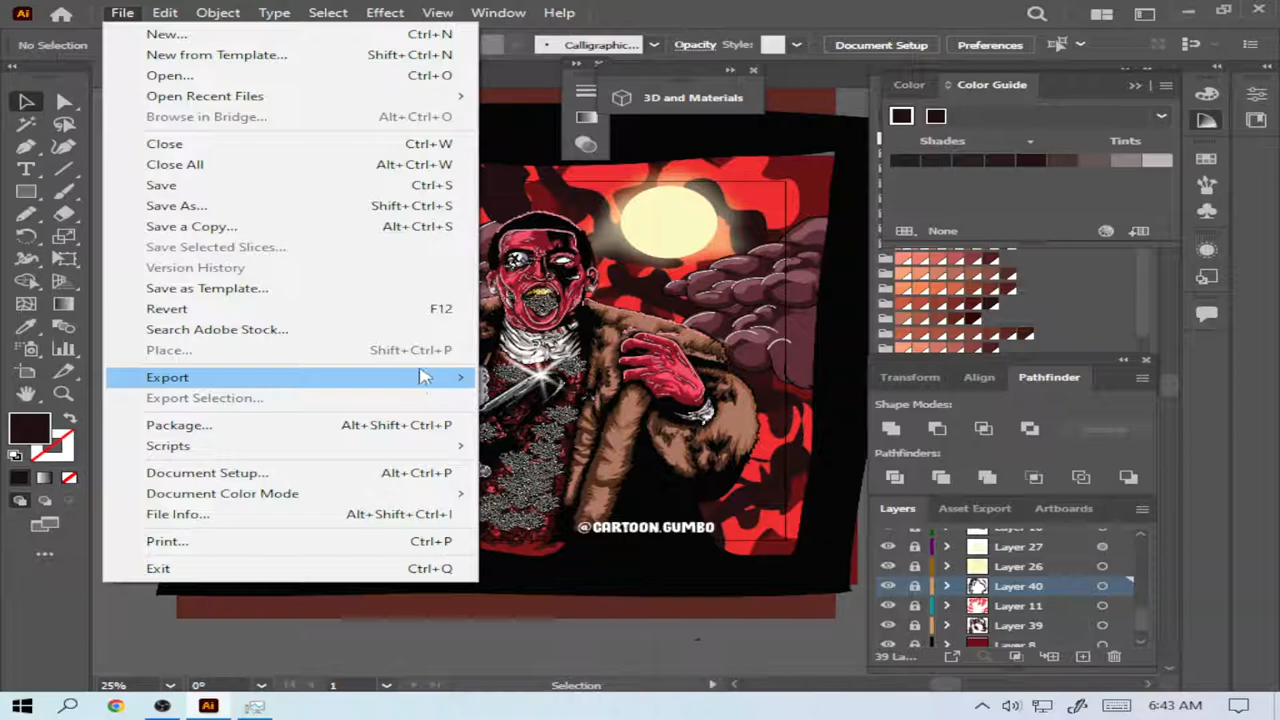 Ai File Edit Object Type Select Effect View Window Help
No Selection
Calligraphic... Opacity Style: Document Setup Preferences
New... Ctrl+N
New from Template... Shift+Ctrl+N
Open... Ctrl+O
Open Recent Files
Browse in Bridge... Alt+Ctrl+O
Close Ctrl+W
Close All Alt+Ctrl+W
Save Ctrl+S
Save As... Shift+Ctrl+S
Save a Copy... Alt+Ctrl+S
Save Selected Slices...
Version History
Save as Template...
Revert F12
Search Adobe Stock...
Place... Shift+Ctrl+P
Export
Export Selection...
Package... Alt+Shift+Ctrl+P
Scripts
Document Setup... Alt+Ctrl+P
Document Color Mode
File Info... Alt+Shift+Ctrl+I
Print... Ctrl+P
Exit Ctrl+Q
3D and Materials
@CARTOON.GUMBO
Color Color Guide
Shades Tints
None
Transform Align Pathfinder
Shape Modes:
Pathfinders:
Layers Asset Export Artboards
Layer 27
Layer 26
Layer 40
Layer 11
Layer 39
Layer 8
39 La...
25% 0° 1 Selection
Ai 6:43 AM